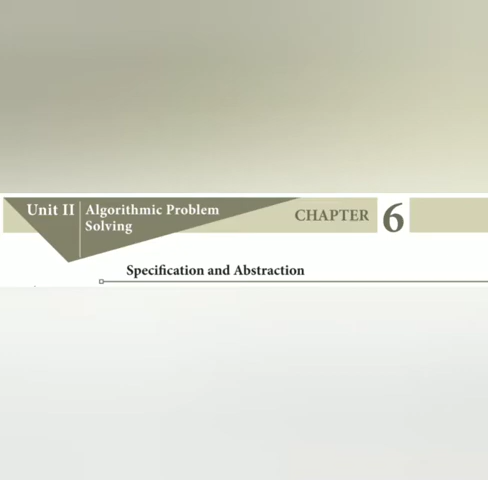 Unit II
Algorithmic Problem
Solving
CHAPTER 6
Specification and Abstraction